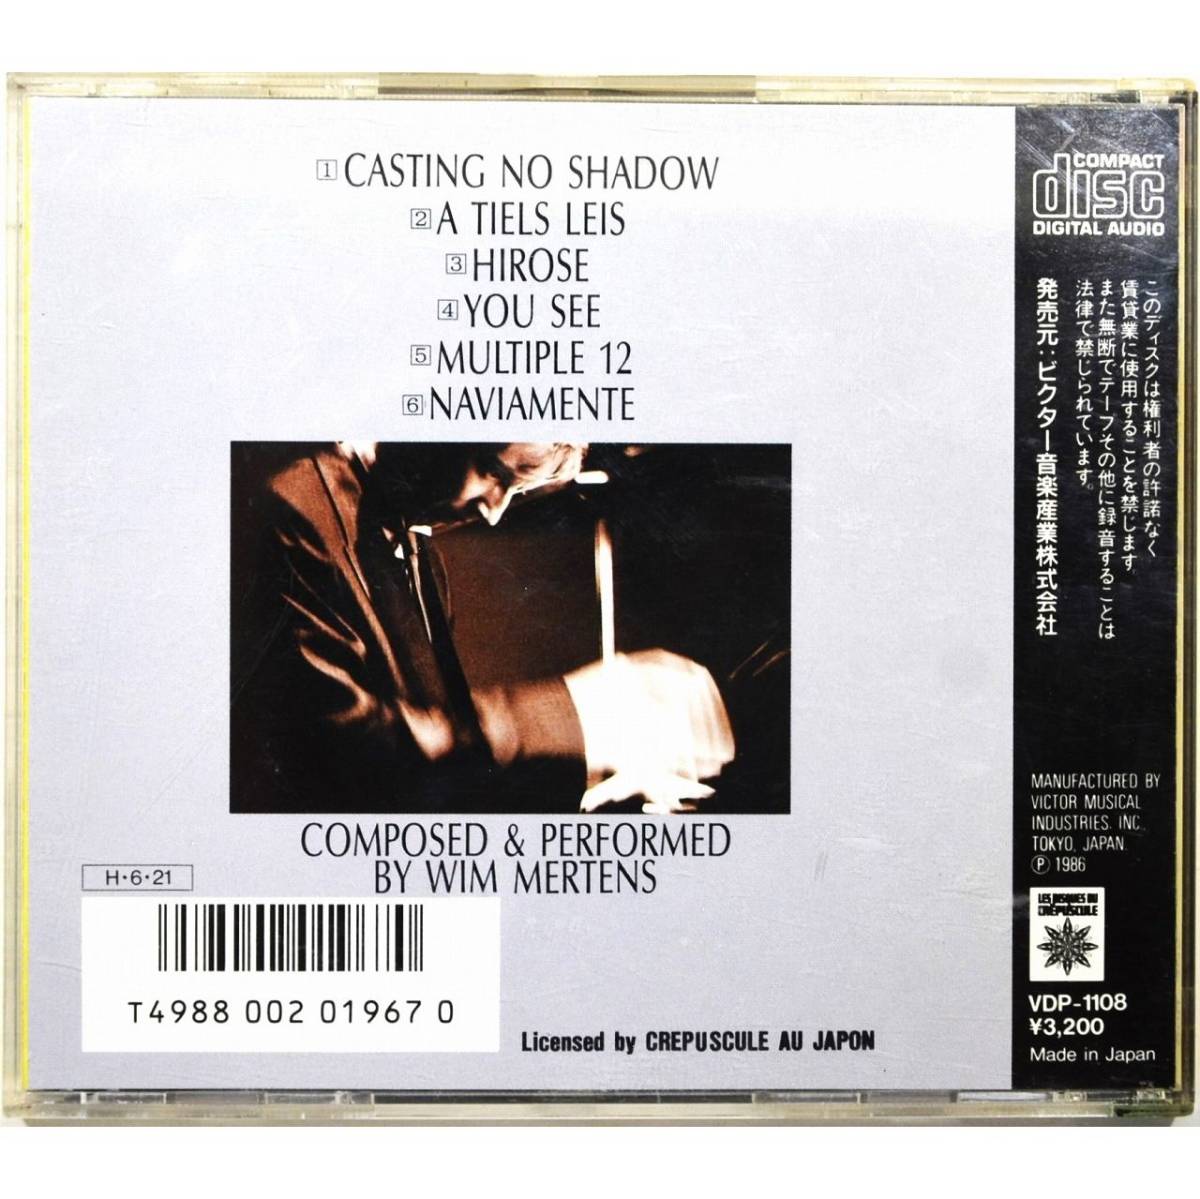 1 CASTING NO SHADOW
2 A TIELS LEIS
3 HIROSE
4 YOU SEE
5 MULTIPLE 12
6 NAVIAMENTE
COMPOSED & PERFORMED
BY WIM MERTENS
H・6・21
T4988 002 01967 0
Licensed by CREPUSCULE AU JAPON
COMPACT
disc
DIGITAL AUDIO
このディスクは権利者の許諾なく
賃貸業に使用することを禁じます。
また無断でテープその他に録音することは
法律で禁じられています。
発売元:ビクター音楽産業株式会社
MANUFACTURED BY
VICTOR MUSICAL
INDUSTRIES. INC.,
TOKYO, JAPAN.
Ⓟ 1986
LES DISQUES DU
CRÉPUSCULE
VDP-1108
¥3,200
Made in Japan